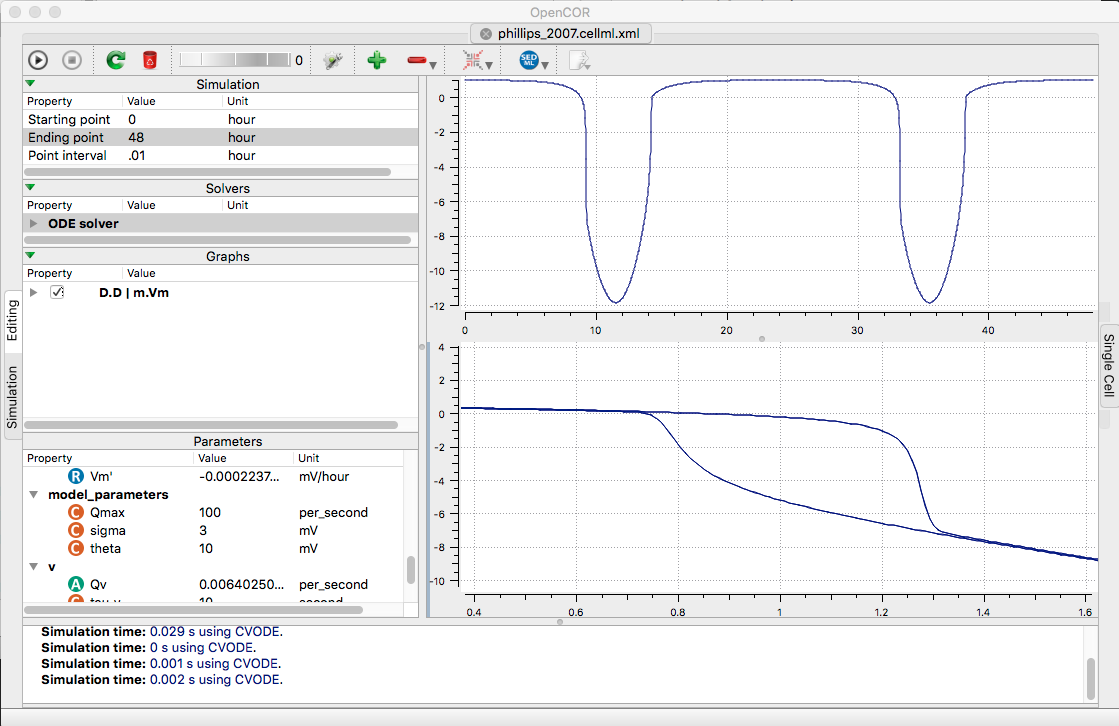 OpenCOR
phillips_2007.cellml.xml
0
SED ML
Simulation
Property Value Unit
Starting point 0 hour
Ending point 48 hour
Point interval .01 hour
Solvers
Property Value Unit
ODE solver
Graphs
Property Value
D.D | m.Vm
Editing
Simulation
Parameters
Property Value Unit
R Vm' -0.0002237... mV/hour
model_parameters
C Qmax 100 per_second
C sigma 3 mV
C theta 10 mV
v
A Qv 0.00640250... per_second
0
-2
-4
-6
-8
-10
-12
0 10 20 30 40
4
2
0
-2
-4
-6
-8
-10
0.4 0.6 0.8 1 1.2 1.4 1.6
Single Cell
Simulation time: 0.029 s using CVODE.
Simulation time: 0 s using CVODE.
Simulation time: 0.001 s using CVODE.
Simulation time: 0.002 s using CVODE.